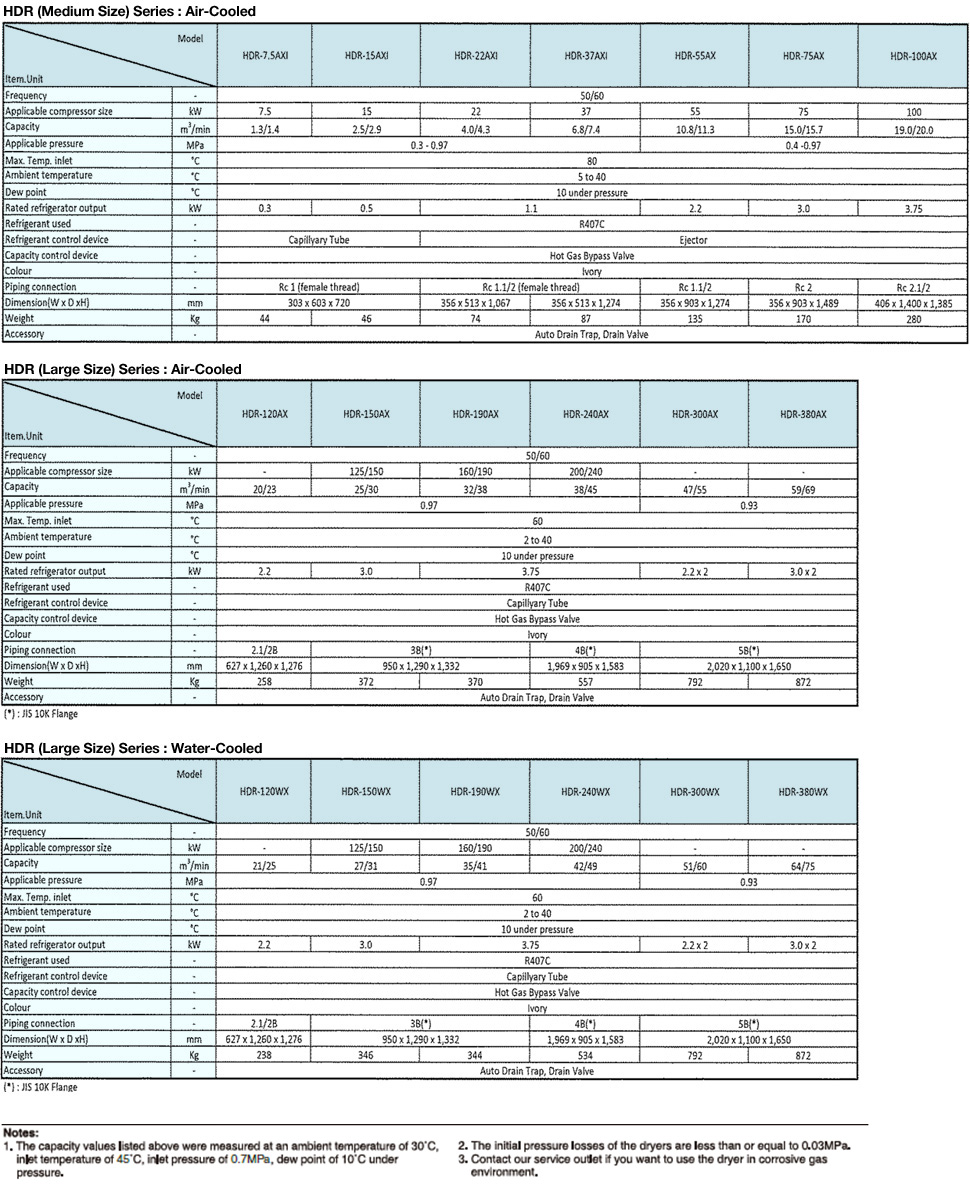 HDR (Medium Size) Series : Air-Cooled
Model
Item.Unit
HDR-7.5AXI HDR-15AXI HDR-22AXI HDR-37AXI HDR-55AX HDR-75AX HDR-100AX
Frequency - 50/60
Applicable compressor size kW 7.5 15 22 37 55 75 100
Capacity m³/min 1.3/1.4 2.5/2.9 4.0/4.3 6.8/7.4 10.8/11.3 15.0/15.7 19.0/20.0
Applicable pressure MPa 0.3 - 0.97 0.4 -0.97
Max. Temp. inlet °C 80
Ambient temperature °C 5 to 40
Dew point °C 10 under pressure
Rated refrigerator output kW 0.3 0.5 1.1 2.2 3.0 3.75
Refrigerant used - R407C
Refrigerant control device - Capillyary Tube Ejector
Capacity control device - Hot Gas Bypass Valve
Colour - Ivory
Piping connection - Rc 1 (female thread) Rc 1.1/2 (female thread) Rc 1.1/2 Rc 2 Rc 2.1/2
Dimension(W x D xH) mm 303 x 603 x 720 356 x 513 x 1,067 356 x 513 x 1,274 356 x 903 x 1,274 356 x 903 x 1,489 406 x 1,400 x 1,385
Weight Kg 44 46 74 87 135 170 280
Accessory - Auto Drain Trap, Drain Valve
HDR (Large Size) Series : Air-Cooled
Model
Item.Unit
HDR-120AX HDR-150AX HDR-190AX HDR-240AX HDR-300AX HDR-380AX
Frequency - 50/60
Applicable compressor size kW - 125/150 160/190 200/240 - -
Capacity m³/min 20/23 25/30 32/38 38/45 47/55 59/69
Applicable pressure MPa 0.97 0.93
Max. Temp. inlet °C 60
Ambient temperature °C 2 to 40
Dew point °C 10 under pressure
Rated refrigerator output kW 2.2 3.0 3.75 2.2 x 2 3.0 x 2
Refrigerant used - R407C
Refrigerant control device - Capillyary Tube
Capacity control device - Hot Gas Bypass Valve
Colour - Ivory
Piping connection - 2.1/2B 3B(*) 4B(*) 5B(*)
Dimension(W x D xH) mm 627 x 1,260 x 1,276 950 x 1,290 x 1,332 1,969 x 905 x 1,583 2,020 x 1,100 x 1,650
Weight Kg 258 372 370 557 792 872
Accessory - Auto Drain Trap, Drain Valve
(*) : JIS 10K Flange
HDR (Large Size) Series : Water-Cooled
Model
Item.Unit
HDR-120WX HDR-150WX HDR-190WX HDR-240WX HDR-300WX HDR-380WX
Frequency - 50/60
Applicable compressor size kW - 125/150 160/190 200/240 - -
Capacity m³/min 21/25 27/31 35/41 42/49 51/60 64/75
Applicable pressure MPa 0.97 0.93
Max. Temp. inlet °C 60
Ambient temperature °C 2 to 40
Dew point °C 10 under pressure
Rated refrigerator output kW 2.2 3.0 3.75 2.2 x 2 3.0 x 2
Refrigerant used - R407C
Refrigerant control device - Capillyary Tube
Capacity control device - Hot Gas Bypass Valve
Colour - Ivory
Piping connection - 2.1/2B 3B(*) 4B(*) 5B(*)
Dimension(W x D xH) mm 627 x 1,260 x 1,276 950 x 1,290 x 1,332 1,969 x 905 x 1,583 2,020 x 1,100 x 1,650
Weight Kg 238 346 344 534 792 872
Accessory - Auto Drain Trap, Drain Valve
(*) : JIS 10K Flange
Notes:
1. The capacity values listed above were measured at an ambient temperature of 30°C,
inlet temperature of 45°C, inlet pressure of 0.7MPa, dew point of 10°C under
pressure.
2. The initial pressure losses of the dryers are less than or equal to 0.03MPa.
3. Contact our service outlet if you want to use the dryer in corrosive gas
environment.